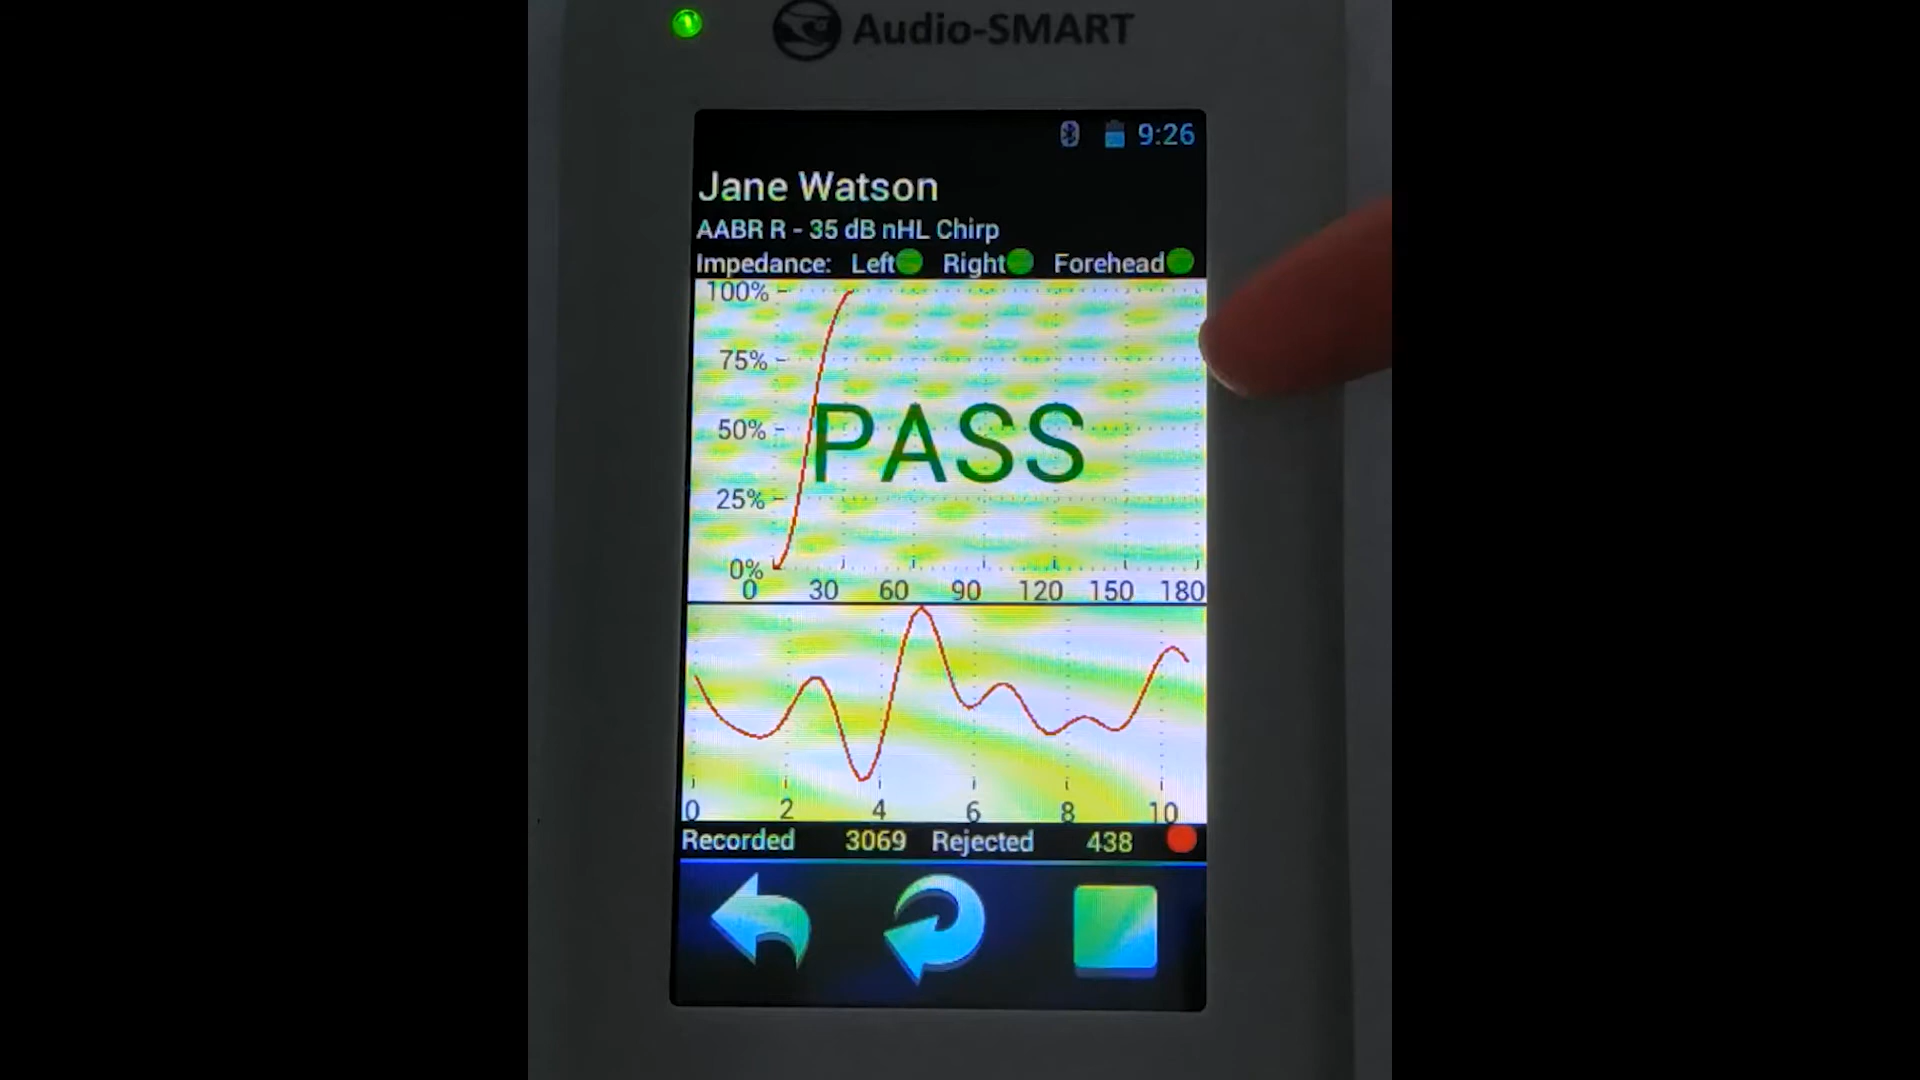 Audio-SMART
9:26
Jane Watson
AABR R - 35 dB nHL Chirp
Impedance: Left Right Forehead
100%
75%
50%
25%
0%
PASS
0 30 60 90 120 150 180
0 2 4 6 8 10
Recorded 3069 Rejected 438